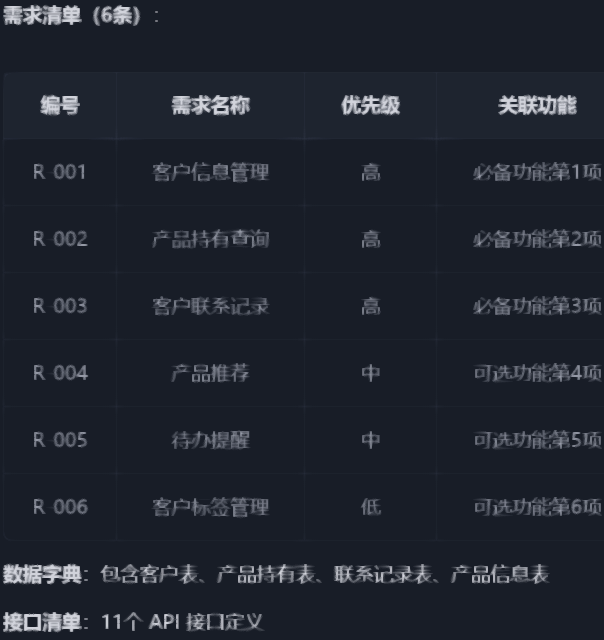 需求清单（6条）：
编号 需求名称 优先级 关联功能
R-001 客户信息管理 高 必备功能第1项
R-002 产品持有查询 高 必备功能第2项
R-003 客户联系记录 高 必备功能第3项
R-004 产品推荐 中 可选功能第4项
R-005 待办提醒 中 可选功能第5项
R-006 客户标签管理 低 可选功能第6项
数据字典：包含客户表、产品持有表、联系记录表、产品信息表
接口清单：11个 API 接口定义